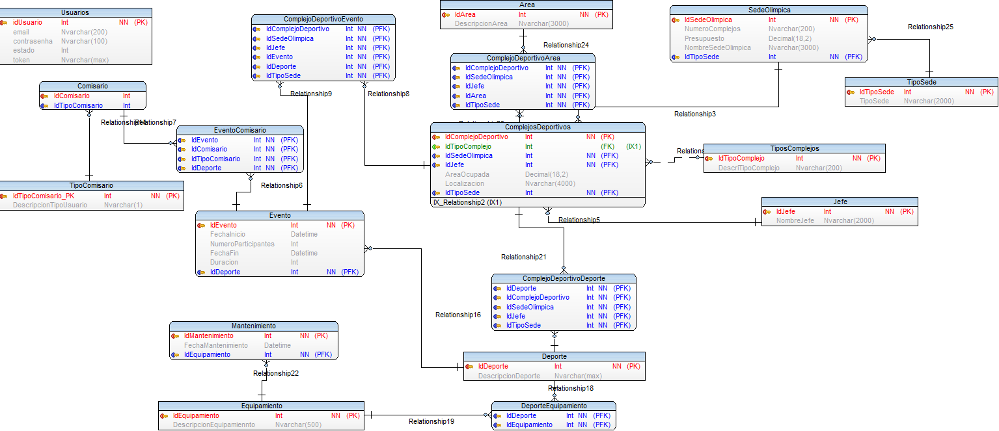 Usuarios
idUsuario Int NN (PK)
email Nvarchar(200)
contrasenha Nvarchar(100)
estado Int
token Nvarchar(max)
ComplejoDeportivoEvento
IdComplejoDeportivo Int NN (PFK)
IdSedeOlimpica Int NN (PFK)
IdJefe Int NN (PFK)
IdEvento Int NN (PFK)
IdDeporte Int NN (PFK)
IdTipoSede Int NN (PFK)
Area
IdArea Int NN (PK)
DescripcionArea Nvarchar(3000)
SedeOlimpica
IdSedeOlimpica Int NN (PK)
NumeroComplejos Nvarchar(200)
Presupuesto Decimal(18,2)
NombreSedeOlimpica Nvarchar(3000)
IdTipoSede Int NN (PFK)
Relationship25
Relationship24
ComplejoDeportivoArea
IdComplejoDeportivo Int NN (PFK)
IdSedeOlimpica Int NN (PFK)
IdJefe Int NN (PFK)
IdArea Int NN (PFK)
IdTipoSede Int NN (PFK)
TipoSede
IdTipoSede Int NN (PK)
TipoSede Nvarchar(2000)
Comisario
IdComisario Int
IdTipoComisario Int
Relationship9
Relationship8
Relationship3
Relationship7
EventoComisario
IdEvento Int NN (PFK)
IdComisario Int NN (PFK)
IdTipoComisario Int NN (PFK)
IdDeporte Int NN (PFK)
ComplejosDeportivos
IdComplejoDeportivo Int NN (PK)
IdTipoComplejo Int (FK) (IX1)
IdSedeOlimpica Int NN (PFK)
IdJefe Int NN (PFK)
AreaOcupada Decimal(18,2)
Localizacion Nvarchar(4000)
IdTipoSede Int NN (PFK)
IX_Relationship2 (IX1)
TiposComplejos
IdTipoComplejo Int NN (PK)
DescriTipoComplejo Nvarchar(200)
TipoComisario
IdTipoComisario_PK Int NN (PK)
DescripcionTipoUsuario Nvarchar(1)
Relationship6
Jefe
IdJefe Int NN (PK)
NombreJefe Nvarchar(2000)
Relationship5
Evento
IdEvento Int NN (PK)
FechaInicio Datetime
NumeroParticipantes Int
FechaFin Datetime
Duracion Int
IdDeporte Int NN (PFK)
Relationship21
ComplejoDeportivoDeporte
IdDeporte Int NN (PFK)
IdComplejoDeportivo Int NN (PFK)
IdSedeOlimpica Int NN (PFK)
IdJefe Int NN (PFK)
IdTipoSede Int NN (PFK)
Relationship16
Mantenimiento
IdMantenimiento Int NN (PK)
FechaMantenimiento Datetime
IdEquipamiento Int NN (PFK)
Relationship22
Deporte
IdDeporte Int NN (PK)
DescripcionDeporte Nvarchar(max)
Relationship18
Equipamiento
IdEquipamiento Int NN (PK)
DescripcionEquipamiennto Nvarchar(500)
Relationship19
DeporteEquipamiento
IdDeporte Int NN (PFK)
IdEquipamiento Int NN (PFK)